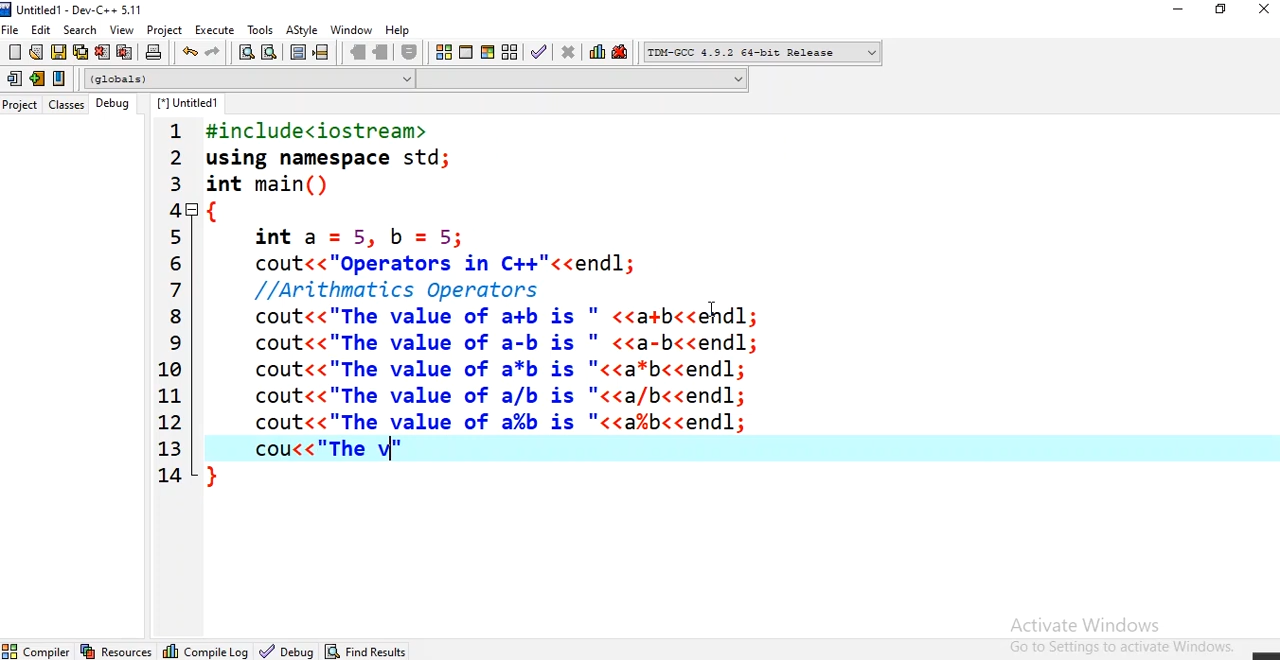 Untitled1 - Dev-C++ 5.11
File Edit Search View Project Execute Tools AStyle Window Help
TDM-GCC 4.9.2 64-bit Release
(globals)
Project Classes Debug [*] Untitled1
1 #include<iostream>
2 using namespace std;
3 int main()
4 {
5 int a = 5, b = 5;
6 cout<<"Operators in C++"<<endl;
7 //Arithmatics Operators
8 cout<<"The value of a+b is " <<a+b<<endl;
9 cout<<"The value of a-b is " <<a-b<<endl;
10 cout<<"The value of a*b is "<<a*b<<endl;
11 cout<<"The value of a/b is "<<a/b<<endl;
12 cout<<"The value of a%b is "<<a%b<<endl;
13 cou<<"The v"
14 }
Activate Windows
Go to Settings to activate Windows.
Compiler Resources Compile Log Debug Find Results